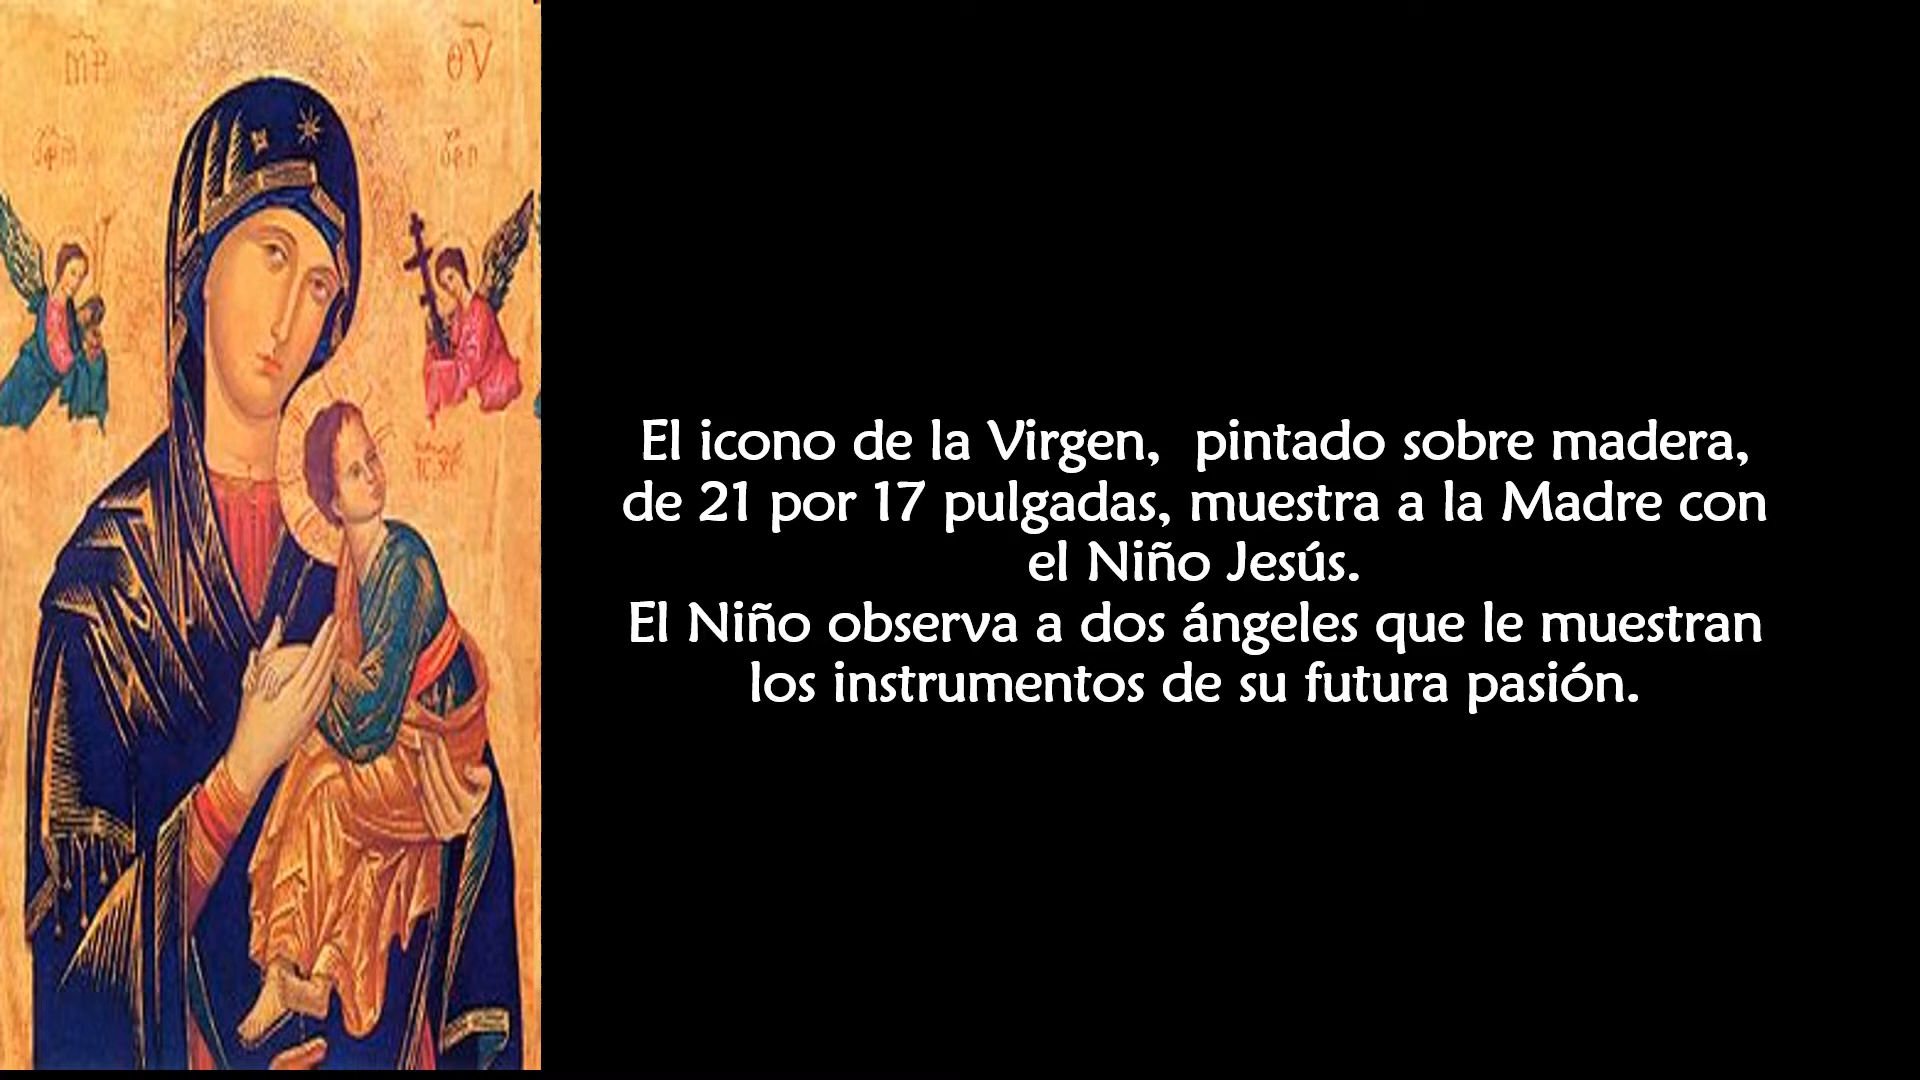 El icono de la Virgen,  pintado sobre madera,
de 21 por 17 pulgadas, muestra a la Madre con
el Niño Jesús.
El Niño observa a dos ángeles que le muestran
los instrumentos de su futura pasión.